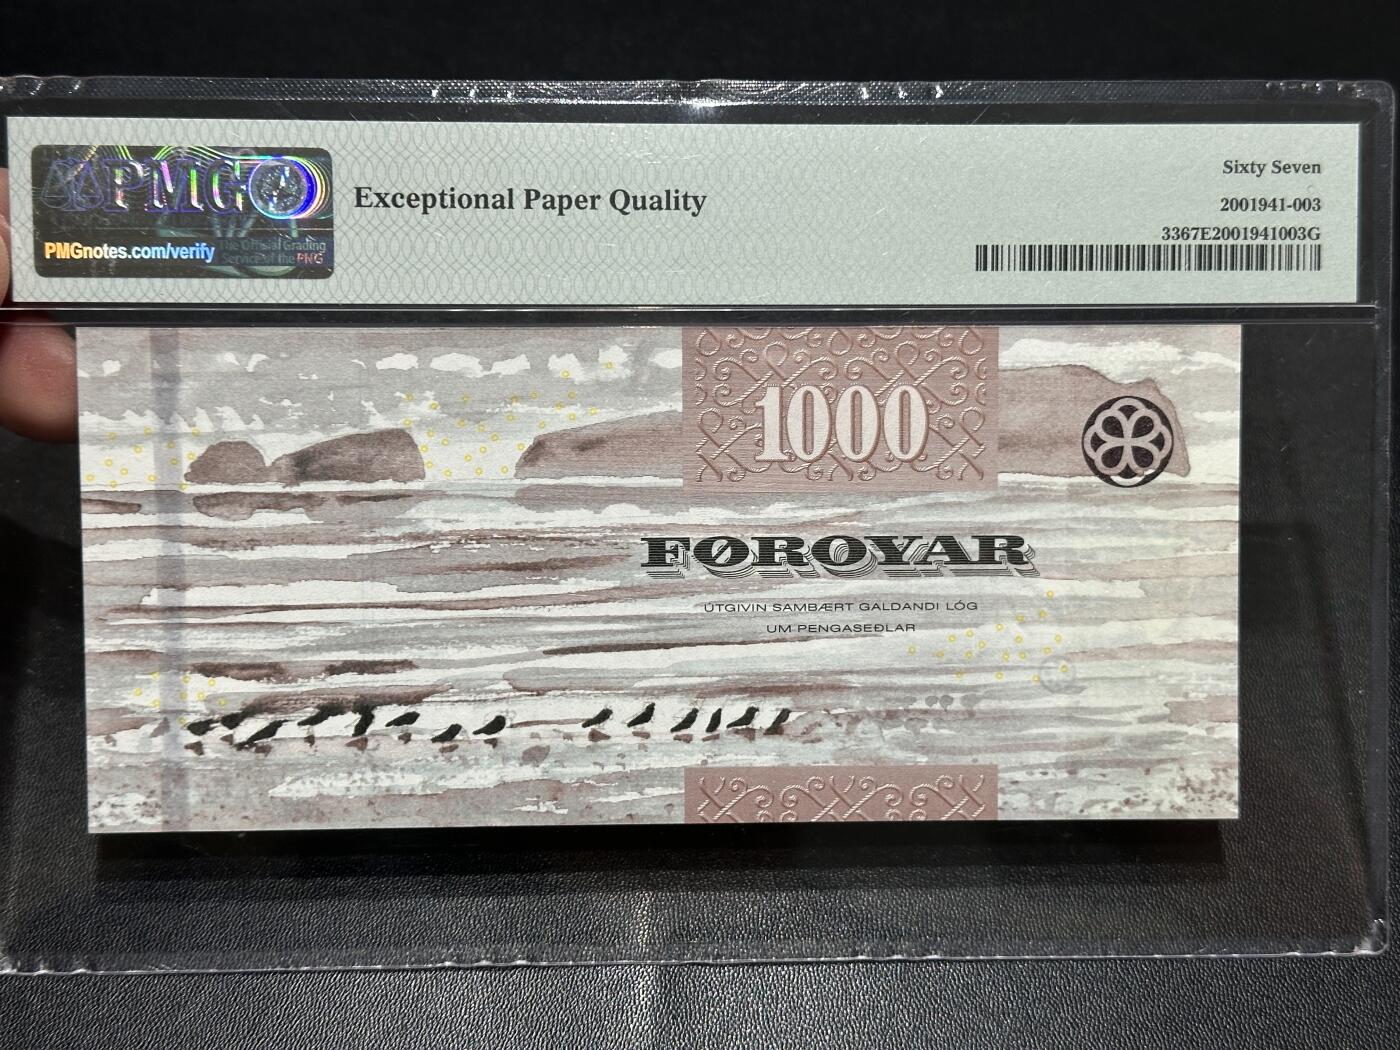 PMG
PMGnotes.com/verify
The Official Grading
Service of the PNG
Exceptional Paper Quality
Sixty Seven
2001941-003
3367E2001941003G
1000
FØROYAR
ÚTGIVIN SAMBÆRT GALDANDI LÓG
UM PENGASEÐLAR